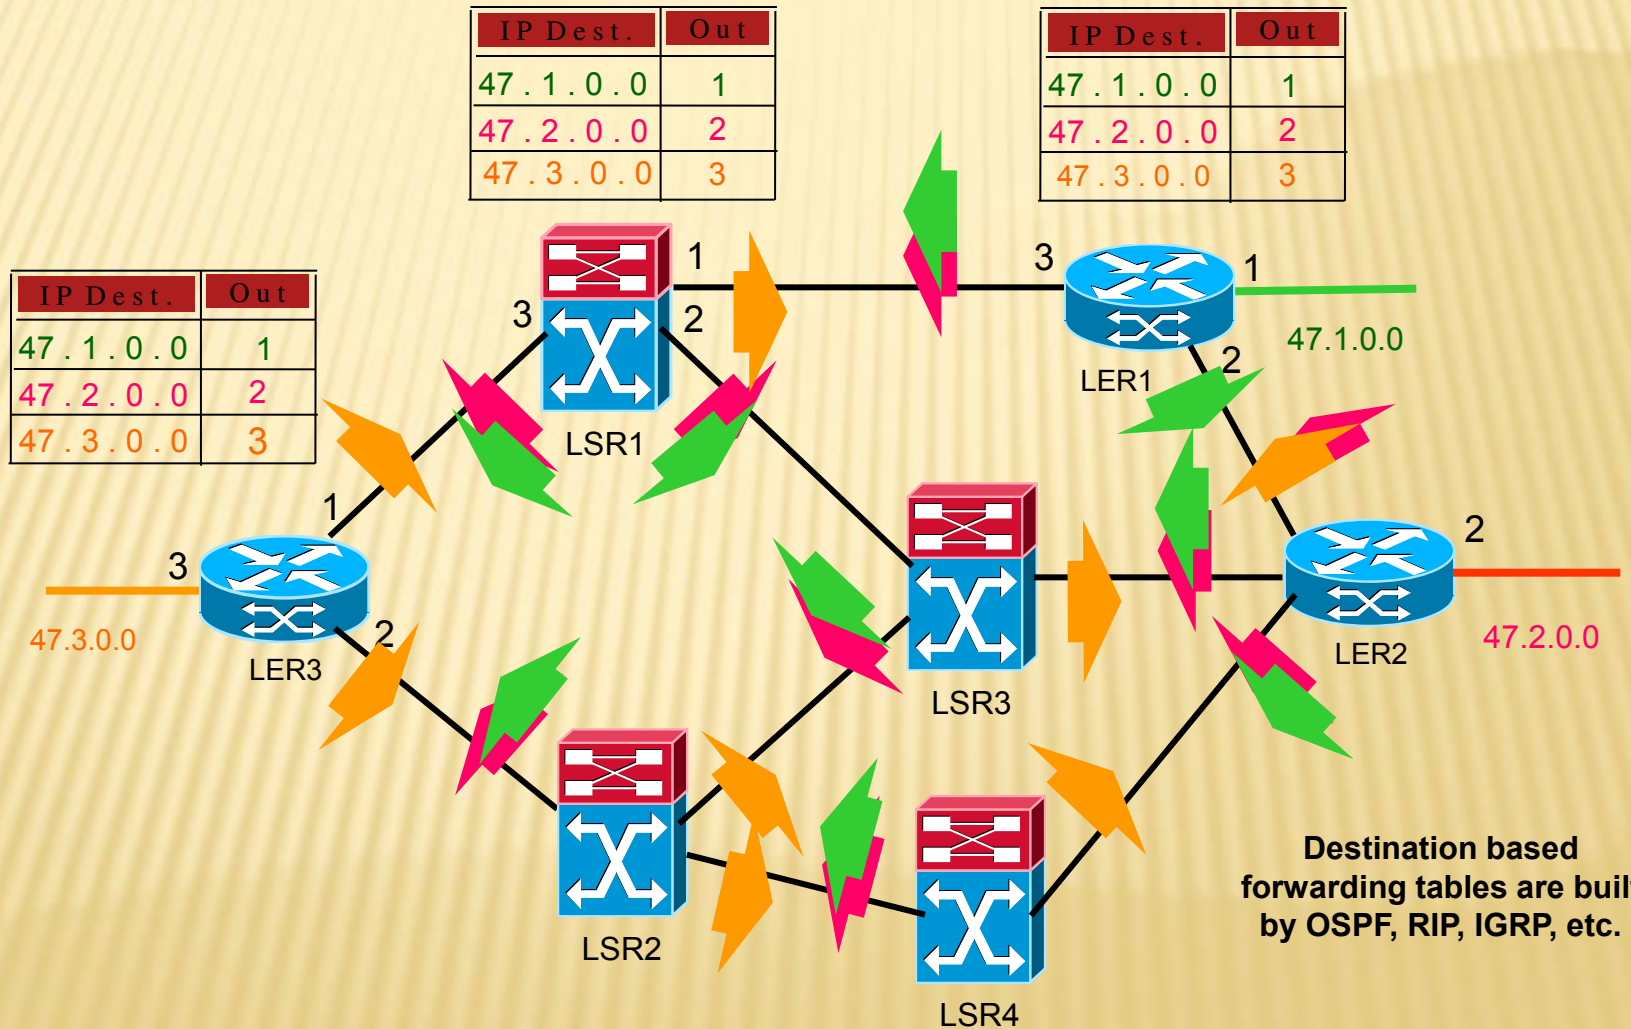 IP Dest. Out
47.1.0.0 1
47.2.0.0 2
47.3.0.0 3
IP Dest. Out
47.1.0.0 1
47.2.0.0 2
47.3.0.0 3
IP Dest. Out
47.1.0.0 1
47.2.0.0 2
47.3.0.0 3
1
2
3
LSR1
3
1
2
47.1.0.0
LER1
1
3
2
47.3.0.0
LER3
LSR3
2
47.2.0.0
LER2
LSR2
LSR4
Destination based
forwarding tables are buil
by OSPF, RIP, IGRP, etc.